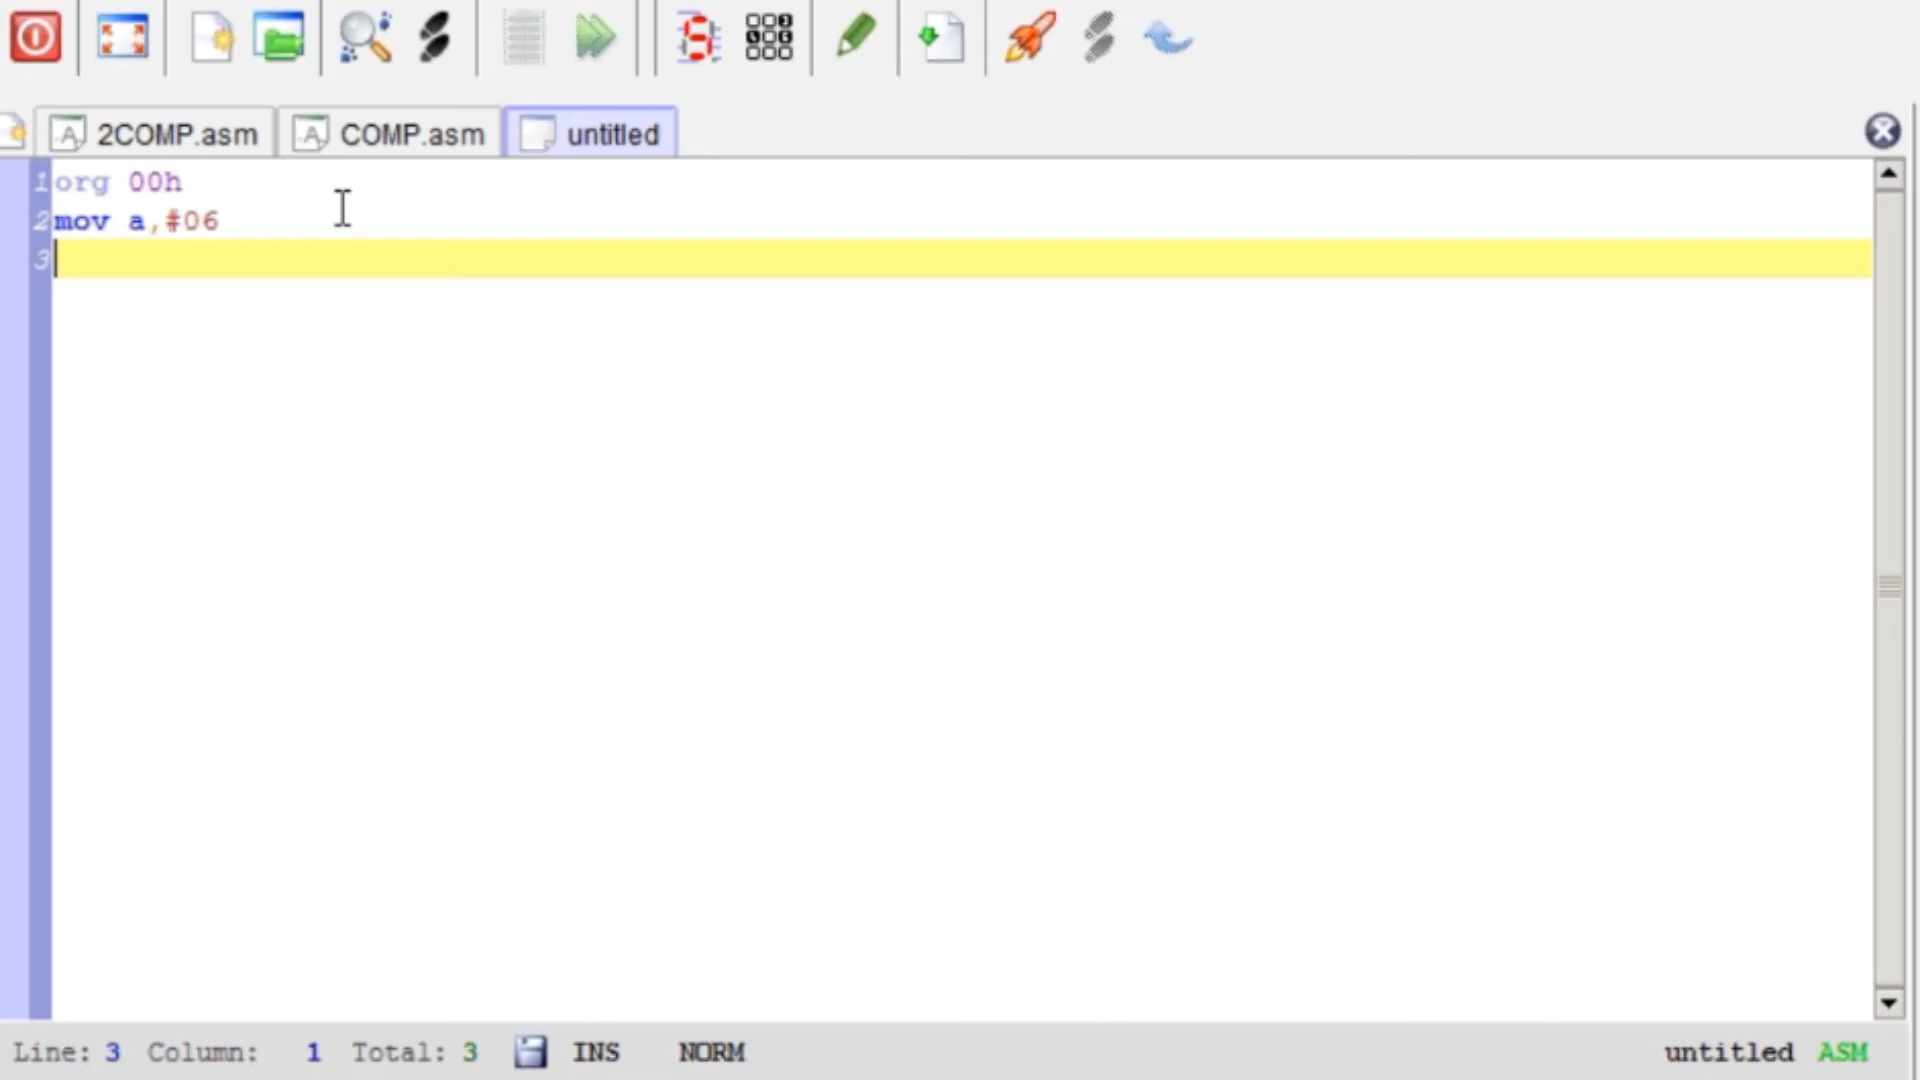 2COMP.asm COMP.asm untitled
1 org 00h
2 mov a,#06
3
Line: 3 Column: 1 Total: 3 INS NORM untitled ASM